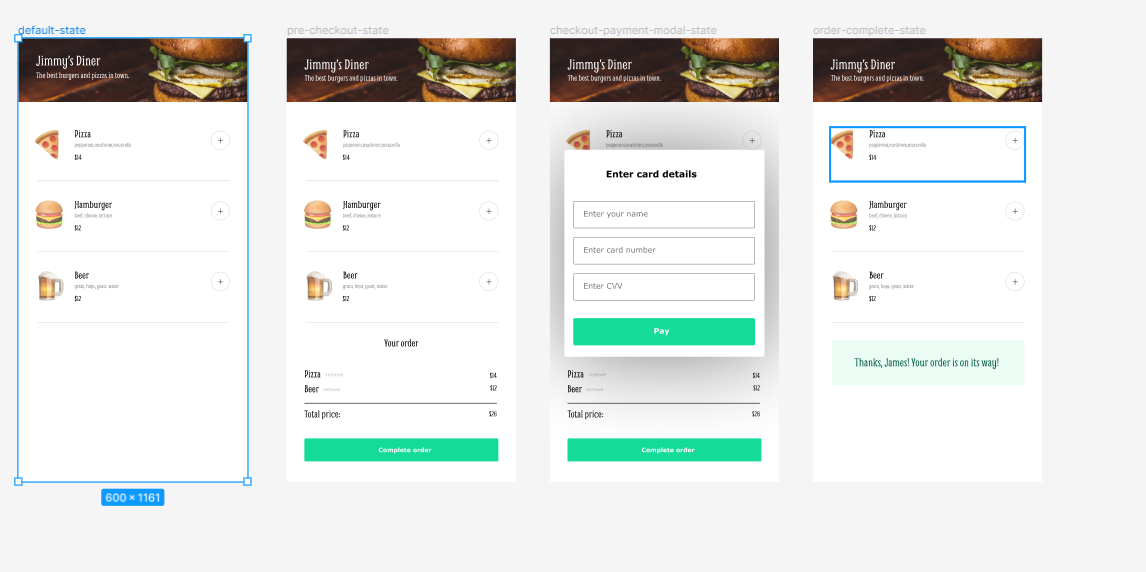 default-state
Jimmy's Diner
The best burgers and pizzas in town.
Pizza
pepperoni,mushrom,mozarella
$14
+
Hamburger
beef, cheese, lettuce
$12
+
Beer
grain, hops, yeast, water
$12
+
600 × 1161
pre-checkout-state
Jimmy's Diner
The best burgers and pizzas in town.
Pizza
pepperoni,mushrom,mozarella
$14
+
Hamburger
beef, cheese, lettuce
$12
+
Beer
grain, hops, yeast, water
$12
+
Your order
Pizza remove $14
Beer remove $12
Total price: $26
Complete order
checkout-payment-modal-state
Jimmy's Diner
The best burgers and pizzas in town.
Pizza
pepperoni,mushrom,mozarella
+
Enter card details
Enter your name
Enter card number
Enter CVV
Pay
Pizza remove $14
Beer remove $12
Total price: $26
Complete order
order-complete-state
Jimmy's Diner
The best burgers and pizzas in town.
Pizza
pepperoni,mushrom,mozarella
$14
+
Hamburger
beef, cheese, lettuce
$12
+
Beer
grain, hops, yeast, water
$12
+
Thanks, James! Your order is on its way!